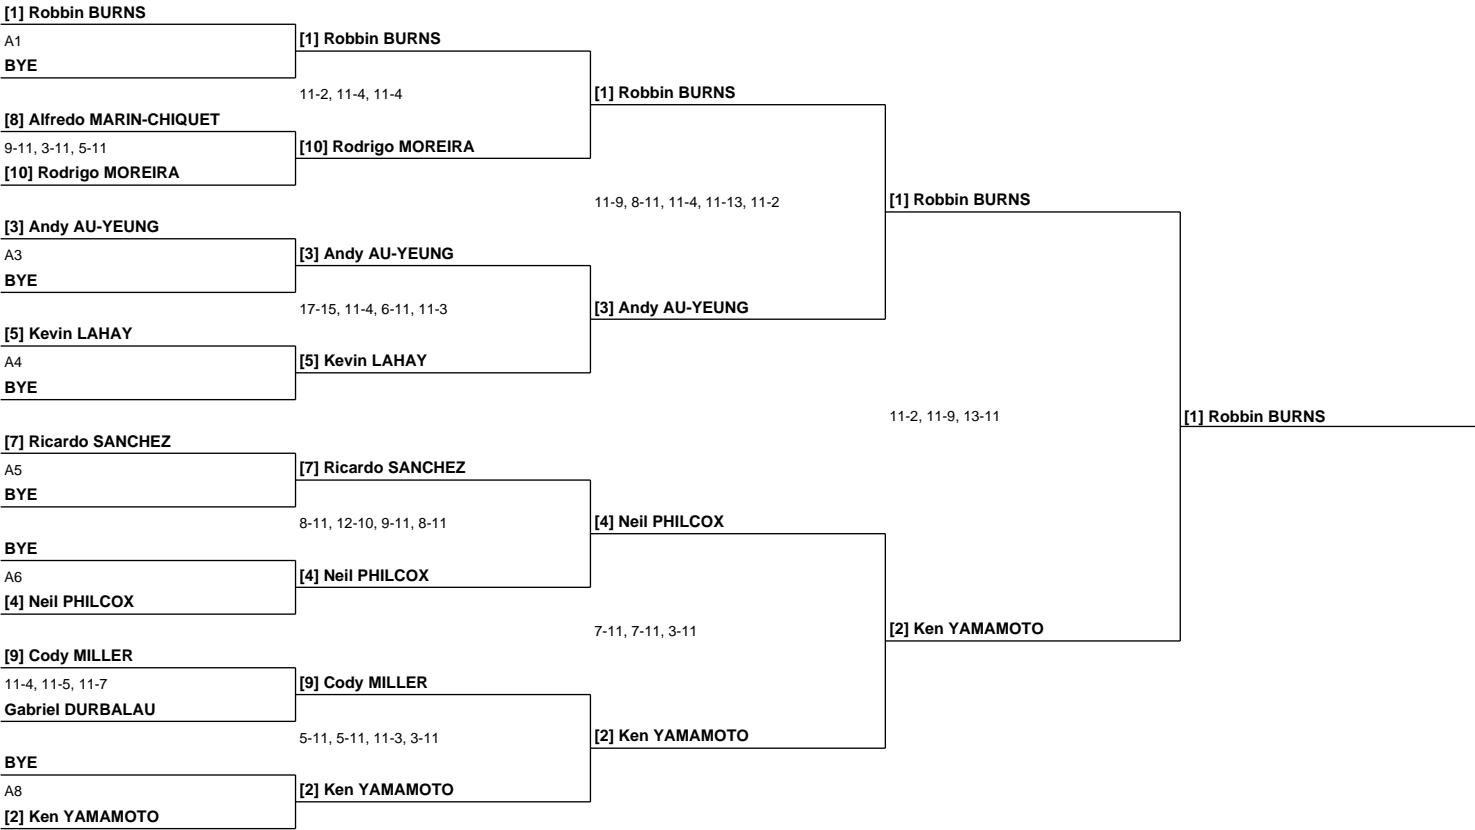 [1] Robbin BURNS
A1
BYE
[8] Alfredo MARIN-CHIQUET
9-11, 3-11, 5-11
[10] Rodrigo MOREIRA
[3] Andy AU-YEUNG
A3
BYE
[5] Kevin LAHAY
A4
BYE
[7] Ricardo SANCHEZ
A5
BYE
BYE
A6
[4] Neil PHILCOX
[9] Cody MILLER
11-4, 11-5, 11-7
Gabriel DURBALAU
BYE
A8
[2] Ken YAMAMOTO
[1] Robbin BURNS
11-2, 11-4, 11-4
[10] Rodrigo MOREIRA
[3] Andy AU-YEUNG
17-15, 11-4, 6-11, 11-3
[5] Kevin LAHAY
[7] Ricardo SANCHEZ
8-11, 12-10, 9-11, 8-11
[4] Neil PHILCOX
[9] Cody MILLER
5-11, 5-11, 11-3, 3-11
[2] Ken YAMAMOTO
[1] Robbin BURNS
11-9, 8-11, 11-4, 11-13, 11-2
[3] Andy AU-YEUNG
[4] Neil PHILCOX
7-11, 7-11, 3-11
[2] Ken YAMAMOTO
[1] Robbin BURNS
11-2, 11-9, 13-11
[2] Ken YAMAMOTO
[1] Robbin BURNS